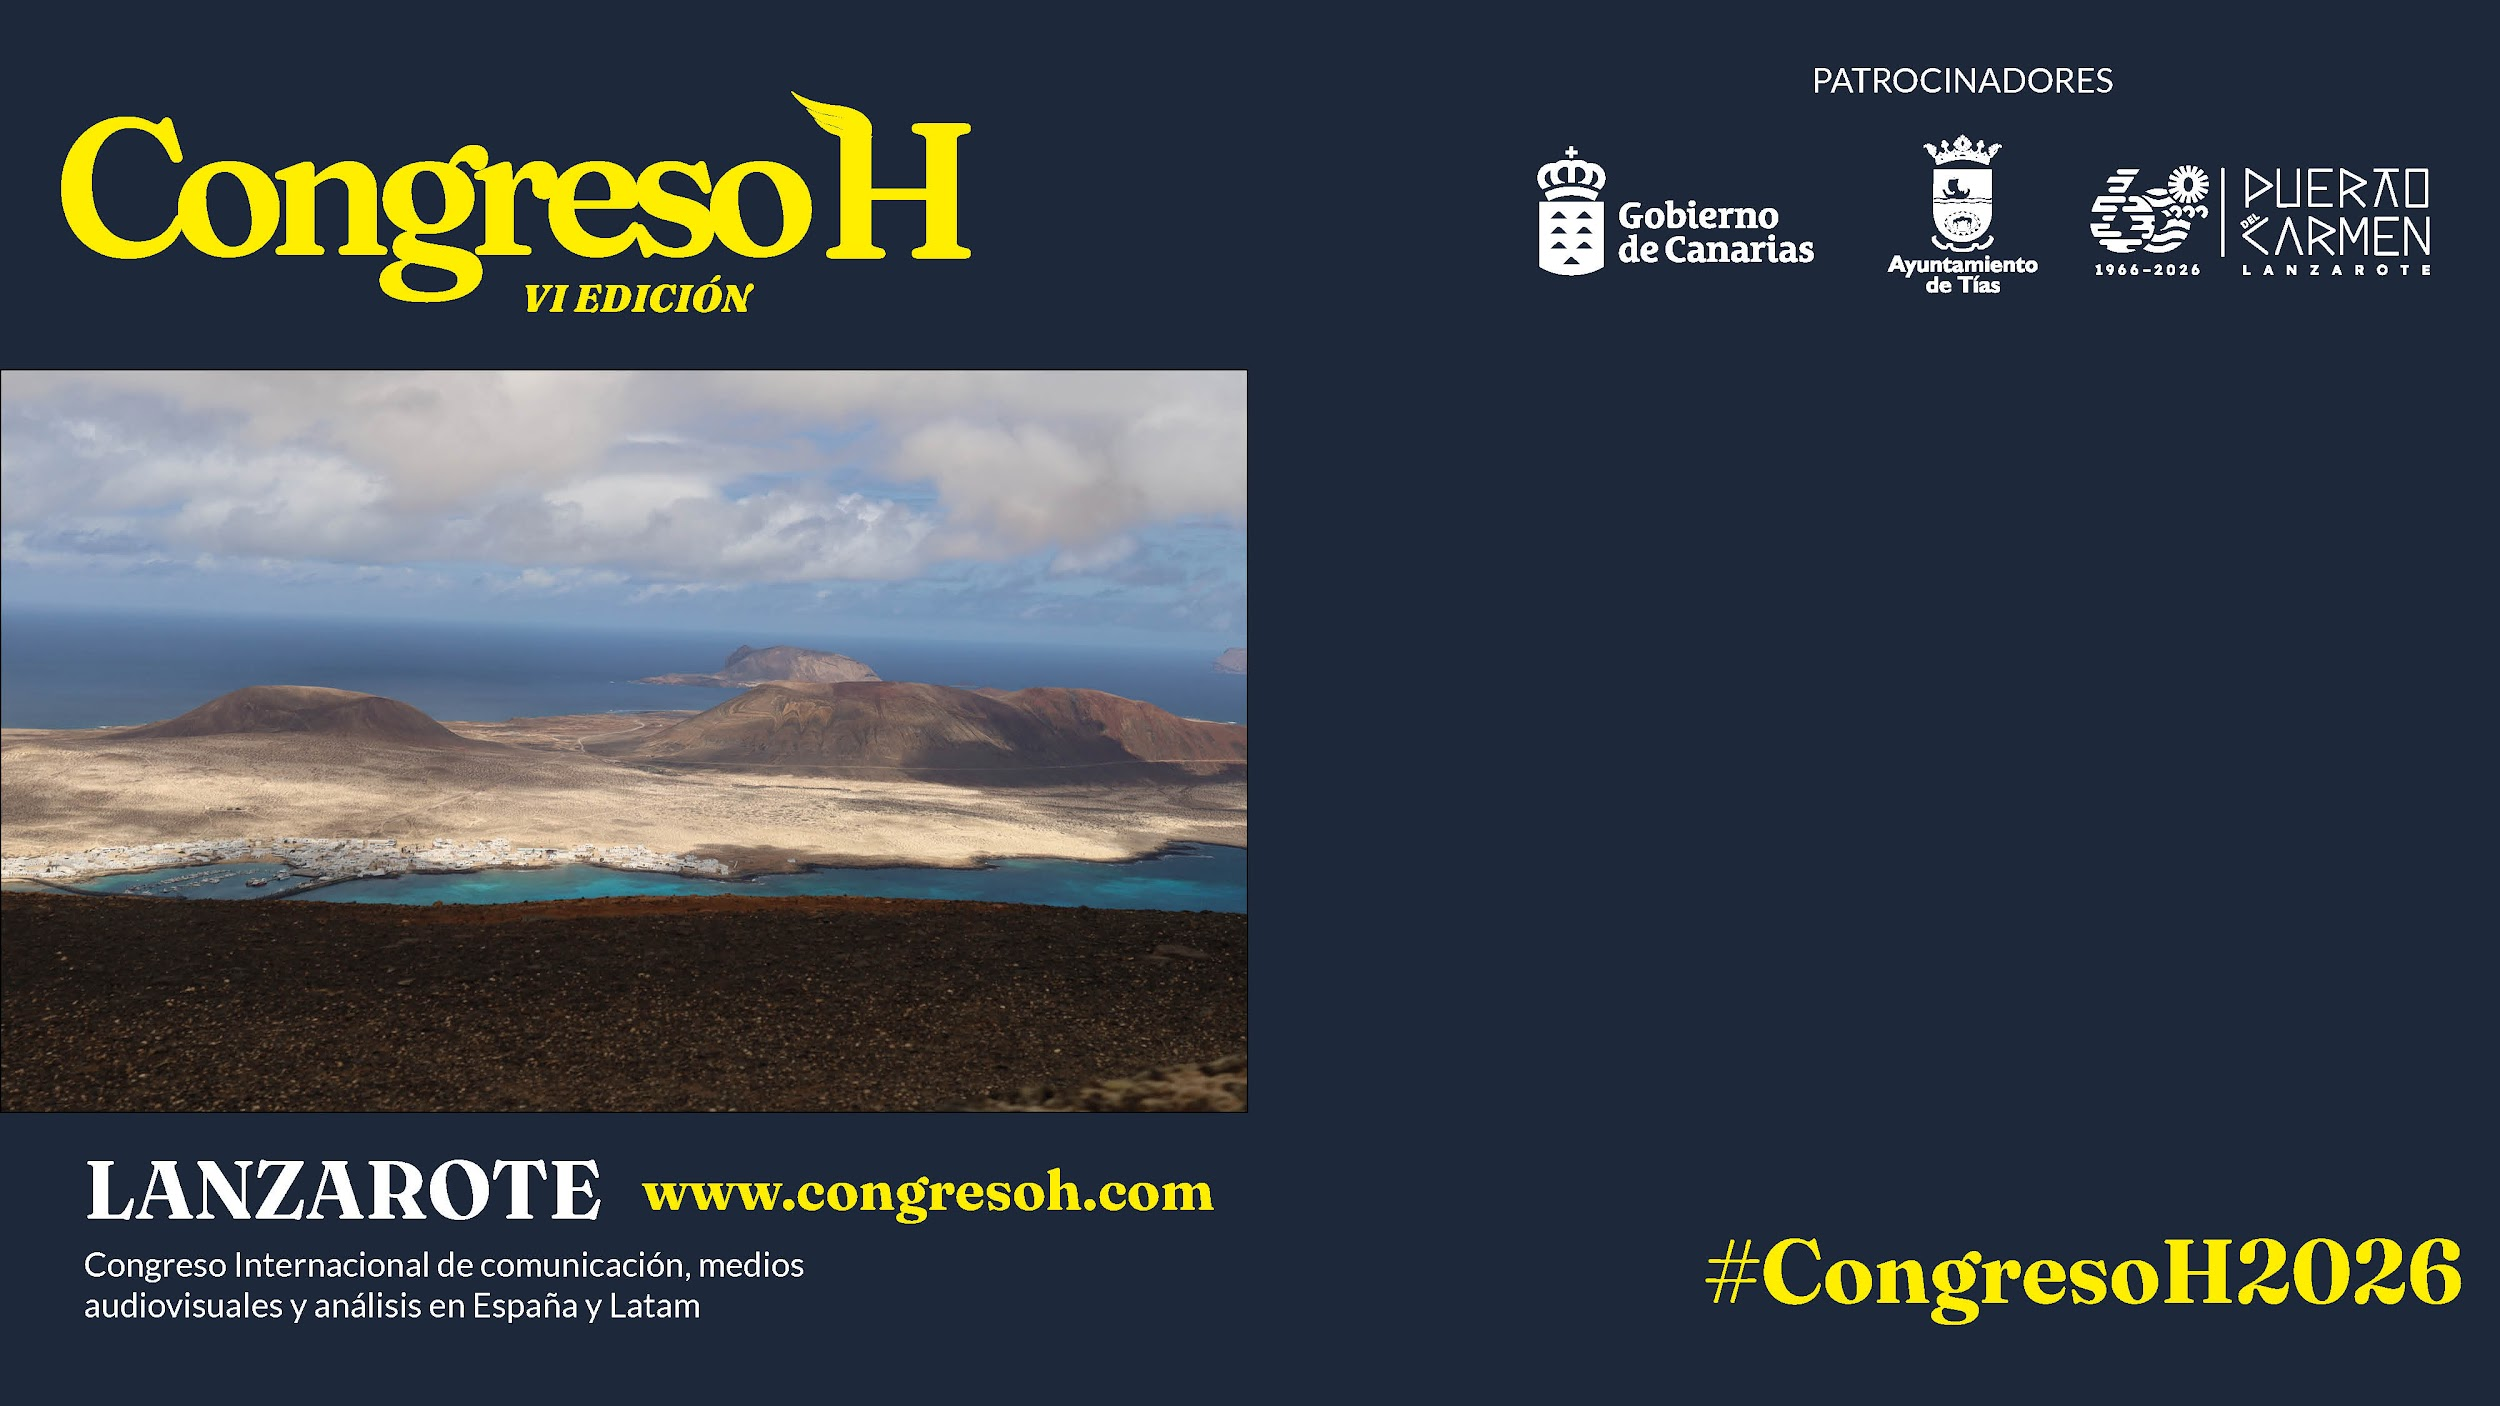 Congreso H
VI EDICIÓN
PATROCINADORES
Gobierno
de Canarias
Ayuntamiento
de Tías
1966-2026
PUERTO
DEL
CARMEN
LANZAROTE
LANZAROTE
www.congresoh.com
Congreso Internacional de comunicación, medios
audiovisuales y análisis en España y Latam
#CongresoH2026